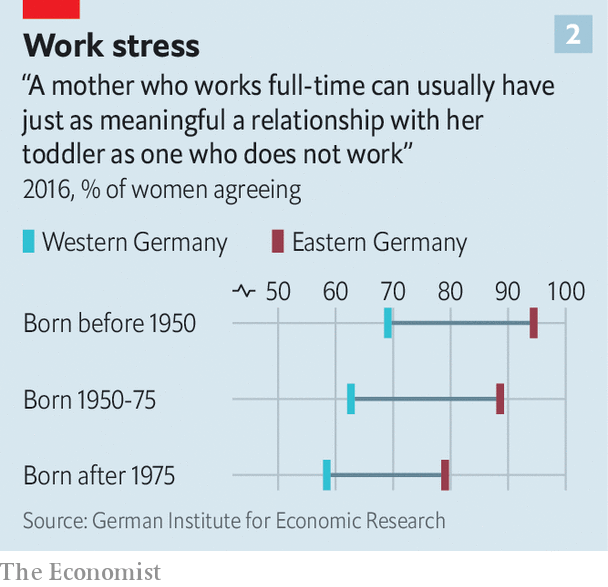 Work stress
2
“A mother who works full-time can usually have
just as meaningful a relationship with her
toddler as one who does not work”
2016, % of women agreeing
Western Germany Eastern Germany
50 60 70 80 90 100
Born before 1950
Born 1950-75
Born after 1975
Source: German Institute for Economic Research
The Economist